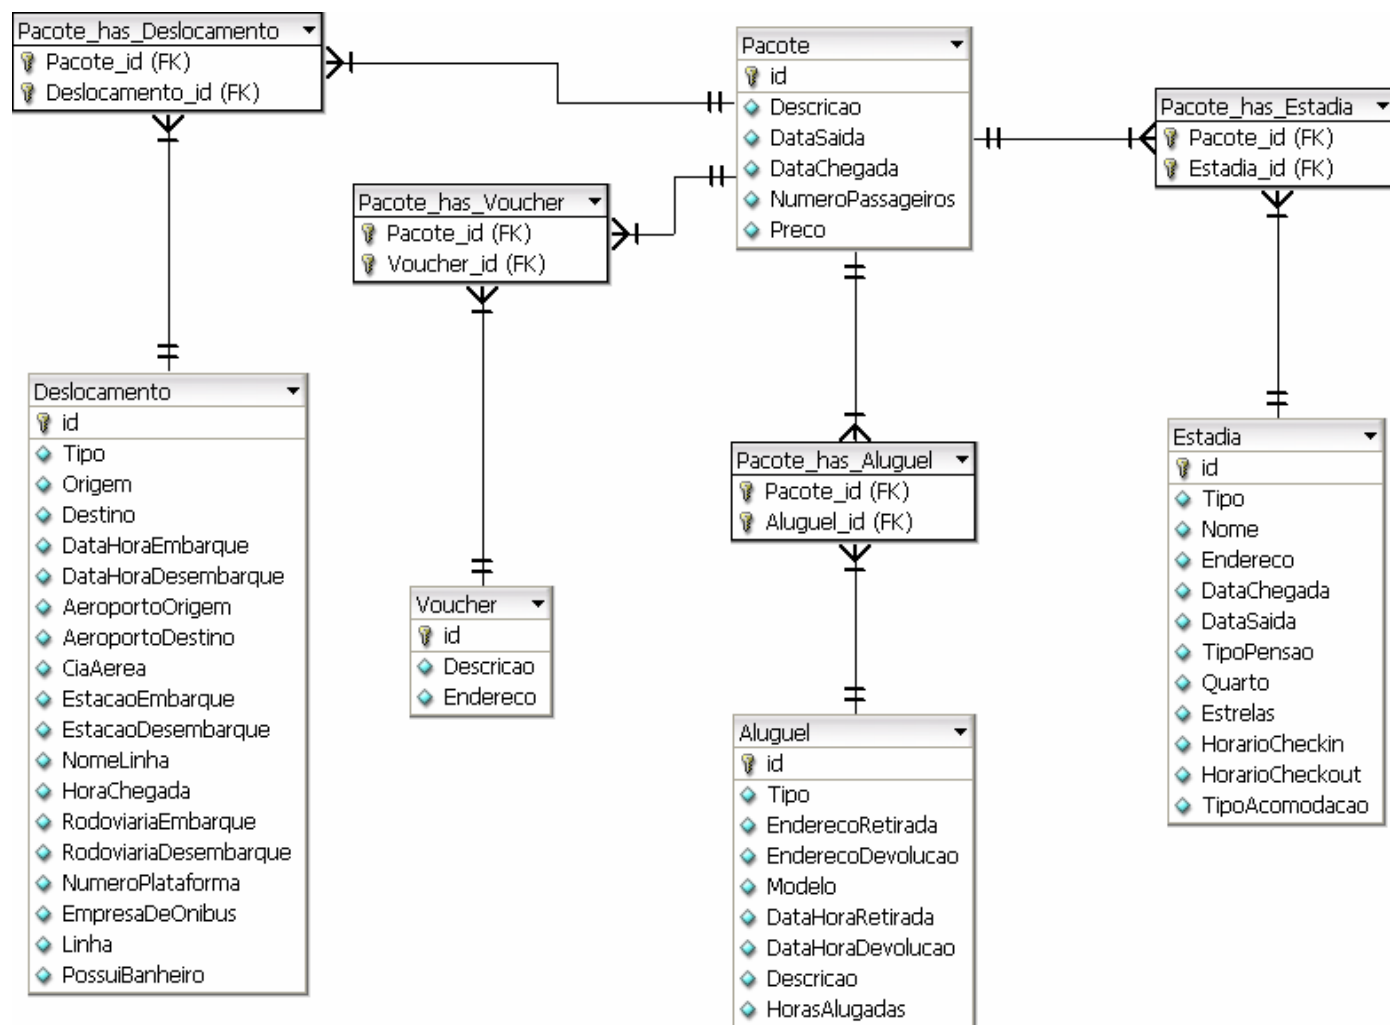 Pacote_has_Deslocamento
Pacote_id (FK)
Deslocamento_id (FK)
Pacote
id
Descricao
DataSaida
DataChegada
NumeroPassageiros
Preco
Pacote_has_Estadia
Pacote_id (FK)
Estadia_id (FK)
Pacote_has_Voucher
Pacote_id (FK)
Voucher_id (FK)
Deslocamento
id
Tipo
Origem
Destino
DataHoraEmbarque
DataHoraDesembarque
AeroportoOrigem
AeroportoDestino
CiaAerea
EstacaoEmbarque
EstacaoDesembarque
NomeLinha
HoraChegada
RodoviariaEmbarque
RodoviariaDesembarque
NumeroPlataforma
EmpresaDeOnibus
Linha
PossuiBanheiro
Voucher
id
Descricao
Endereco
Pacote_has_Aluguel
Pacote_id (FK)
Aluguel_id (FK)
Aluguel
id
Tipo
EnderecoRetirada
EnderecoDevolucao
Modelo
DataHoraRetirada
DataHoraDevolucao
Descricao
HorasAlugadas
Estadia
id
Tipo
Nome
Endereco
DataChegada
DataSaida
TipoPensao
Quarto
Estrelas
HorarioCheckin
HorarioCheckout
TipoAcomodacao